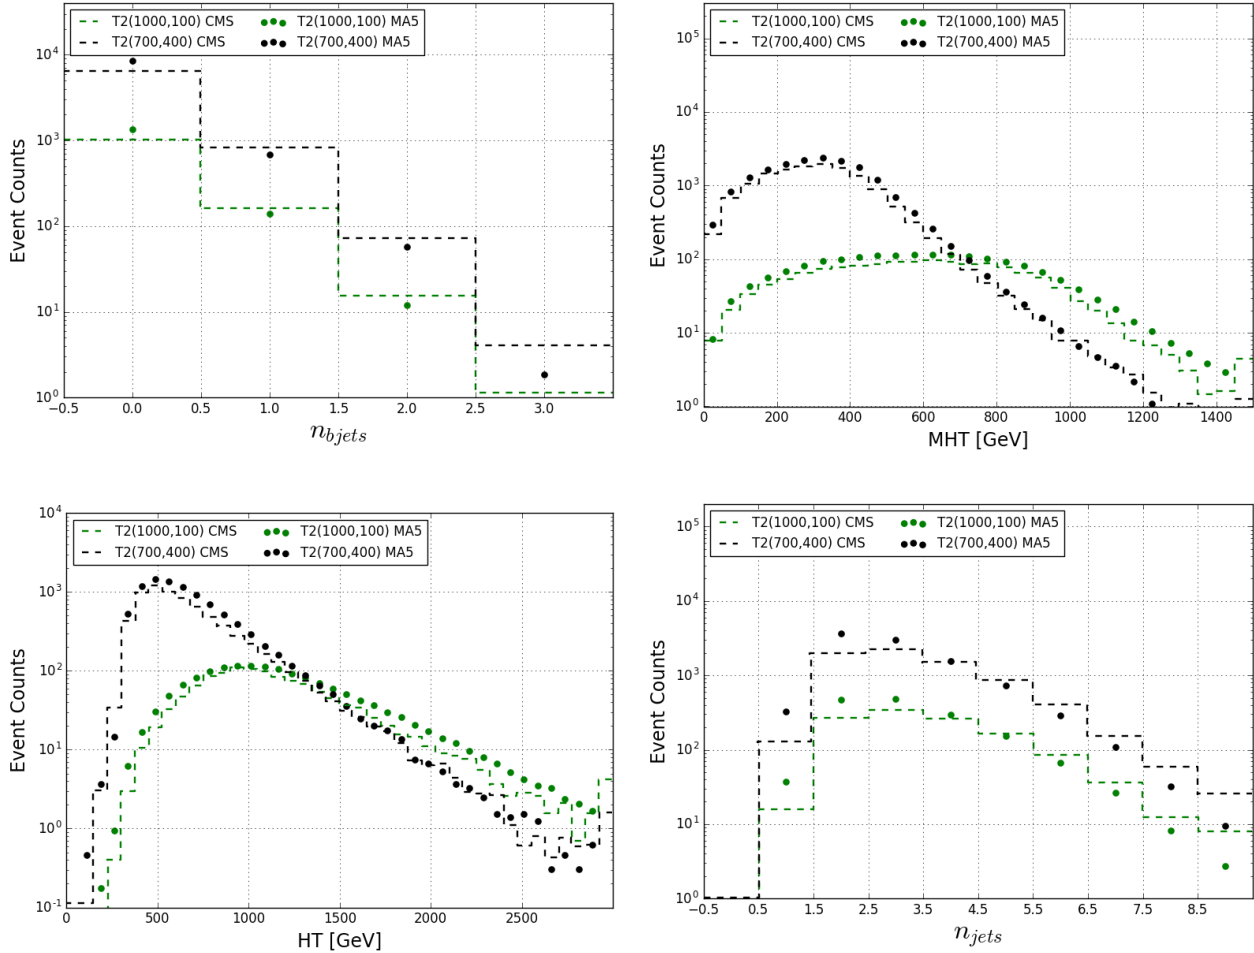 T2(1000,100) CMS T2(1000,100) MA5
T2(700,400) CMS T2(700,400) MA5
Event Counts
10^4
10^3
10^2
10^1
10^0
−0.5 0.0 0.5 1.0 1.5 2.0 2.5 3.0
n_{bjets}
T2(1000,100) CMS T2(1000,100) MA5
T2(700,400) CMS T2(700,400) MA5
Event Counts
10^5
10^4
10^3
10^2
10^1
10^0
0 200 400 600 800 1000 1200 1400
MHT [GeV]
T2(1000,100) CMS T2(1000,100) MA5
T2(700,400) CMS T2(700,400) MA5
Event Counts
10^4
10^3
10^2
10^1
10^0
10^-1
0 500 1000 1500 2000 2500
HT [GeV]
T2(1000,100) CMS T2(1000,100) MA5
T2(700,400) CMS T2(700,400) MA5
Event Counts
10^5
10^4
10^3
10^2
10^1
10^0
−0.5 0.5 1.5 2.5 3.5 4.5 5.5 6.5 7.5 8.5
n_{jets}